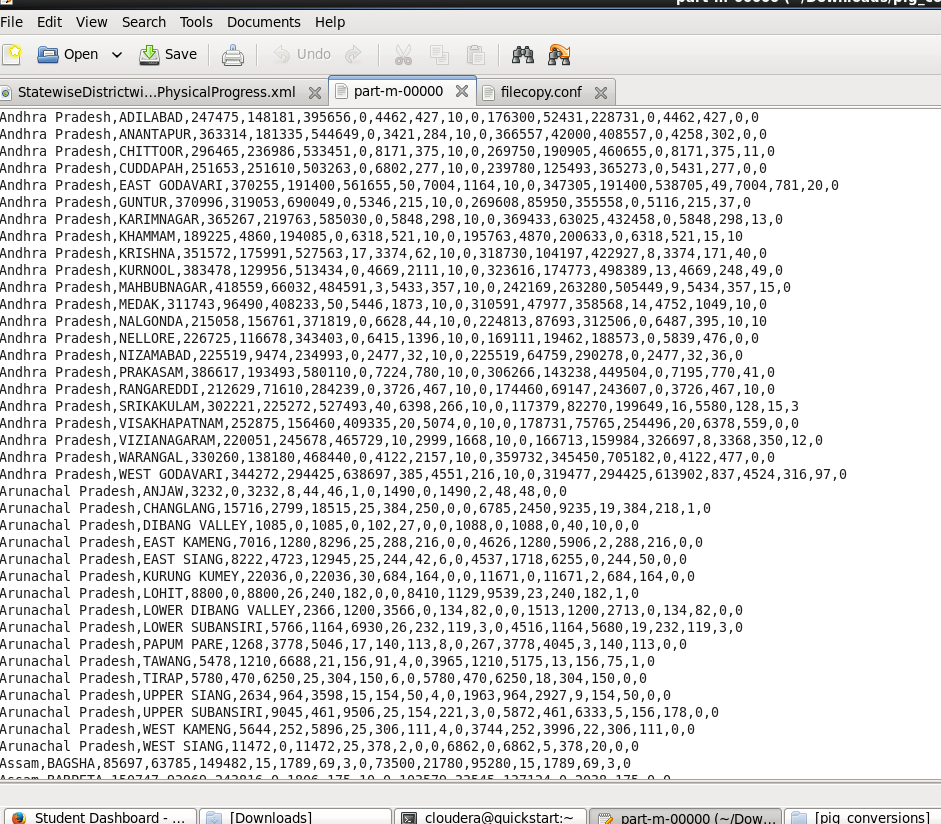 part-m-00000 (~/Downloads/pig_co
File Edit View Search Tools Documents Help
Open Save Undo
StatewiseDistrictwi...PhysicalProgress.xml part-m-00000 filecopy.conf
Andhra Pradesh,ADILABAD,247475,148181,395656,0,4462,427,10,0,176300,52431,228731,0,4462,427,0,0
Andhra Pradesh,ANANTAPUR,363314,181335,544649,0,3421,284,10,0,366557,42000,408557,0,4258,302,0,0
Andhra Pradesh,CHITTOOR,296465,236986,533451,0,8171,375,10,0,269750,190905,460655,0,8171,375,11,0
Andhra Pradesh,CUDDAPAH,251653,251610,503263,0,6802,277,10,0,239780,125493,365273,0,5431,277,0,0
Andhra Pradesh,EAST GODAVARI,370255,191400,561655,50,7004,1164,10,0,347305,191400,538705,49,7004,781,20,0
Andhra Pradesh,GUNTUR,370996,319053,690049,0,5346,215,10,0,269608,85950,355558,0,5116,215,37,0
Andhra Pradesh,KARIMNAGAR,365267,219763,585030,0,5848,298,10,0,369433,63025,432458,0,5848,298,13,0
Andhra Pradesh,KHAMMAM,189225,4860,194085,0,6318,521,10,0,195763,4870,200633,0,6318,521,15,10
Andhra Pradesh,KRISHNA,351572,175991,527563,17,3374,62,10,0,318730,104197,422927,8,3374,171,40,0
Andhra Pradesh,KURNOOL,383478,129956,513434,0,4669,2111,10,0,323616,174773,498389,13,4669,248,49,0
Andhra Pradesh,MAHBUBNAGAR,418559,66032,484591,3,5433,357,10,0,242169,263280,505449,9,5434,357,15,0
Andhra Pradesh,MEDAK,311743,96490,408233,50,5446,1873,10,0,310591,47977,358568,14,4752,1049,10,0
Andhra Pradesh,NALGONDA,215058,156761,371819,0,6628,44,10,0,224813,87693,312506,0,6487,395,10,10
Andhra Pradesh,NELLORE,226725,116678,343403,0,6415,1396,10,0,169111,19462,188573,0,5839,476,0,0
Andhra Pradesh,NIZAMABAD,225519,9474,234993,0,2477,32,10,0,225519,64759,290278,0,2477,32,36,0
Andhra Pradesh,PRAKASAM,386617,193493,580110,0,7224,780,10,0,306266,143238,449504,0,7195,770,41,0
Andhra Pradesh,RANGAREDDI,212629,71610,284239,0,3726,467,10,0,174460,69147,243607,0,3726,467,10,0
Andhra Pradesh,SRIKAKULAM,302221,225272,527493,40,6398,266,10,0,117379,82270,199649,16,5580,128,15,3
Andhra Pradesh,VISAKHAPATNAM,252875,156460,409335,20,5074,0,10,0,178731,75765,254496,20,6378,559,0,0
Andhra Pradesh,VIZIANAGARAM,220051,245678,465729,10,2999,1668,10,0,166713,159984,326697,8,3368,350,12,0
Andhra Pradesh,WARANGAL,330260,138180,468440,0,4122,2157,10,0,359732,345450,705182,0,4122,477,0,0
Andhra Pradesh,WEST GODAVARI,344272,294425,638697,385,4551,216,10,0,319477,294425,613902,837,4524,316,97,0
Arunachal Pradesh,ANJAW,3232,0,3232,8,44,46,1,0,1490,0,1490,2,48,48,0,0
Arunachal Pradesh,CHANGLANG,15716,2799,18515,25,384,250,0,0,6785,2450,9235,19,384,218,1,0
Arunachal Pradesh,DIBANG VALLEY,1085,0,1085,0,102,27,0,0,1088,0,1088,0,40,10,0,0
Arunachal Pradesh,EAST KAMENG,7016,1280,8296,25,288,216,0,0,4626,1280,5906,2,288,216,0,0
Arunachal Pradesh,EAST SIANG,8222,4723,12945,25,244,42,6,0,4537,1718,6255,0,244,50,0,0
Arunachal Pradesh,KURUNG KUMEY,22036,0,22036,30,684,164,0,0,11671,0,11671,2,684,164,0,0
Arunachal Pradesh,LOHIT,8800,0,8800,26,240,182,0,0,8410,1129,9539,23,240,182,1,0
Arunachal Pradesh,LOWER DIBANG VALLEY,2366,1200,3566,0,134,82,0,0,1513,1200,2713,0,134,82,0,0
Arunachal Pradesh,LOWER SUBANSIRI,5766,1164,6930,26,232,119,3,0,4516,1164,5680,19,232,119,3,0
Arunachal Pradesh,PAPUM PARE,1268,3778,5046,17,140,113,8,0,267,3778,4045,3,140,113,0,0
Arunachal Pradesh,TAWANG,5478,1210,6688,21,156,91,4,0,3965,1210,5175,13,156,75,1,0
Arunachal Pradesh,TIRAP,5780,470,6250,25,304,150,6,0,5780,470,6250,18,304,150,0,0
Arunachal Pradesh,UPPER SIANG,2634,964,3598,15,154,50,4,0,1963,964,2927,9,154,50,0,0
Arunachal Pradesh,UPPER SUBANSIRI,9045,461,9506,25,154,221,3,0,5872,461,6333,5,156,178,0,0
Arunachal Pradesh,WEST KAMENG,5644,252,5896,25,306,111,4,0,3744,252,3996,22,306,111,0,0
Arunachal Pradesh,WEST SIANG,11472,0,11472,25,378,2,0,0,6862,0,6862,5,378,20,0,0
Assam,BAGSHA,85697,63785,149482,15,1789,69,3,0,73500,21780,95280,15,1789,69,3,0
Student Dashboard - ... [Downloads] cloudera@quickstart:~ part-m-00000 (~/Dow... [pig_conversions]